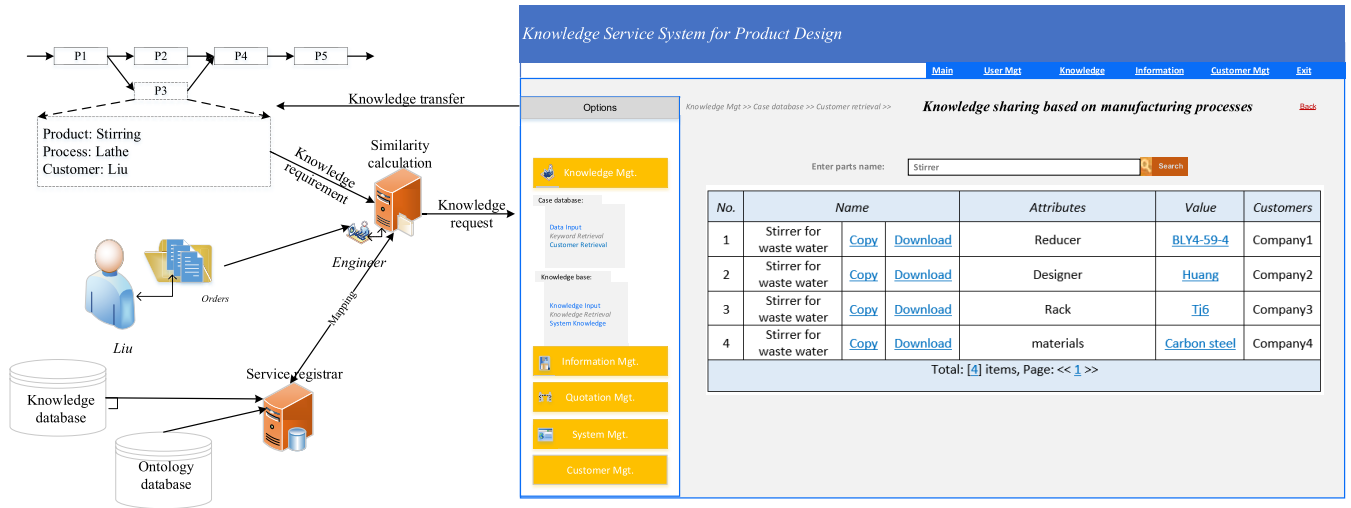 P1
P2
P4
P5
P3
Product: Stirring
Process: Lathe
Customer: Liu
Knowledge transfer
Knowledge
requirement
Similarity
calculation
Knowledge
request
Engineer
Orders
Liu
Mapping
Service registrar
Knowledge
database
Ontology
database
Knowledge Service System for Product Design
Main User Mgt Knowledge Information Customer Mgt Exit
Options
Knowledge Mgt >> Case database >> Customer retrieval >>
Knowledge sharing based on manufacturing processes
Back
Knowledge Mgt.
Case database:
Data Input
Keyword Retrieval
Customer Retrieval
Knowledge base:
Knowledge Input
Knowledge Retrieval
System Knowledge
Information Mgt.
Quotation Mgt.
System Mgt.
Customer Mgt.
Enter parts name: Stirrer Search
No. Name Attributes Value Customers
1 Stirrer for waste water Copy Download Reducer BLY4-59-4 Company1
2 Stirrer for waste water Copy Download Designer Huang Company2
3 Stirrer for waste water Copy Download Rack Tj6 Company3
4 Stirrer for waste water Copy Download materials Carbon steel Company4
Total: [4] items, Page: << 1 >>